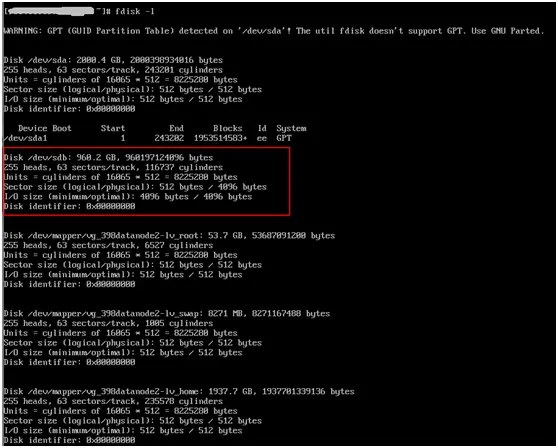 [ ~]# fdisk -l
WARNING: GPT (GUID Partition Table) detected on '/dev/sda'! The util fdisk doesn't support GPT. Use GNU Parted.
Disk /dev/sda: 2000.4 GB, 2000398934016 bytes
255 heads, 63 sectors/track, 243201 cylinders
Units = cylinders of 16065 * 512 = 8225280 bytes
Sector size (logical/physical): 512 bytes / 512 bytes
I/O size (minimum/optimal): 512 bytes / 512 bytes
Disk identifier: 0x00000000
Device Boot Start End Blocks Id System
/dev/sda1 1 243202 1953514583+ ee GPT
Disk /dev/sdb: 960.2 GB, 960197124096 bytes
255 heads, 63 sectors/track, 116737 cylinders
Units = cylinders of 16065 * 512 = 8225280 bytes
Sector size (logical/physical): 512 bytes / 4096 bytes
I/O size (minimum/optimal): 4096 bytes / 4096 bytes
Disk identifier: 0x00000000
Disk /dev/mapper/vg_398datanode2-lv_root: 53.7 GB, 53687091200 bytes
255 heads, 63 sectors/track, 6527 cylinders
Units = cylinders of 16065 * 512 = 8225280 bytes
Sector size (logical/physical): 512 bytes / 512 bytes
I/O size (minimum/optimal): 512 bytes / 512 bytes
Disk identifier: 0x00000000
Disk /dev/mapper/vg_398datanode2-lv_swap: 8271 MB, 8271167488 bytes
255 heads, 63 sectors/track, 1005 cylinders
Units = cylinders of 16065 * 512 = 8225280 bytes
Sector size (logical/physical): 512 bytes / 512 bytes
I/O size (minimum/optimal): 512 bytes / 512 bytes
Disk identifier: 0x00000000
Disk /dev/mapper/vg_398datanode2-lv_home: 1937.7 GB, 1937701339136 bytes
255 heads, 63 sectors/track, 235578 cylinders
Units = cylinders of 16065 * 512 = 8225280 bytes
Sector size (logical/physical): 512 bytes / 512 bytes
I/O size (minimum/optimal): 512 bytes / 512 bytes
Disk identifier: 0x00000000